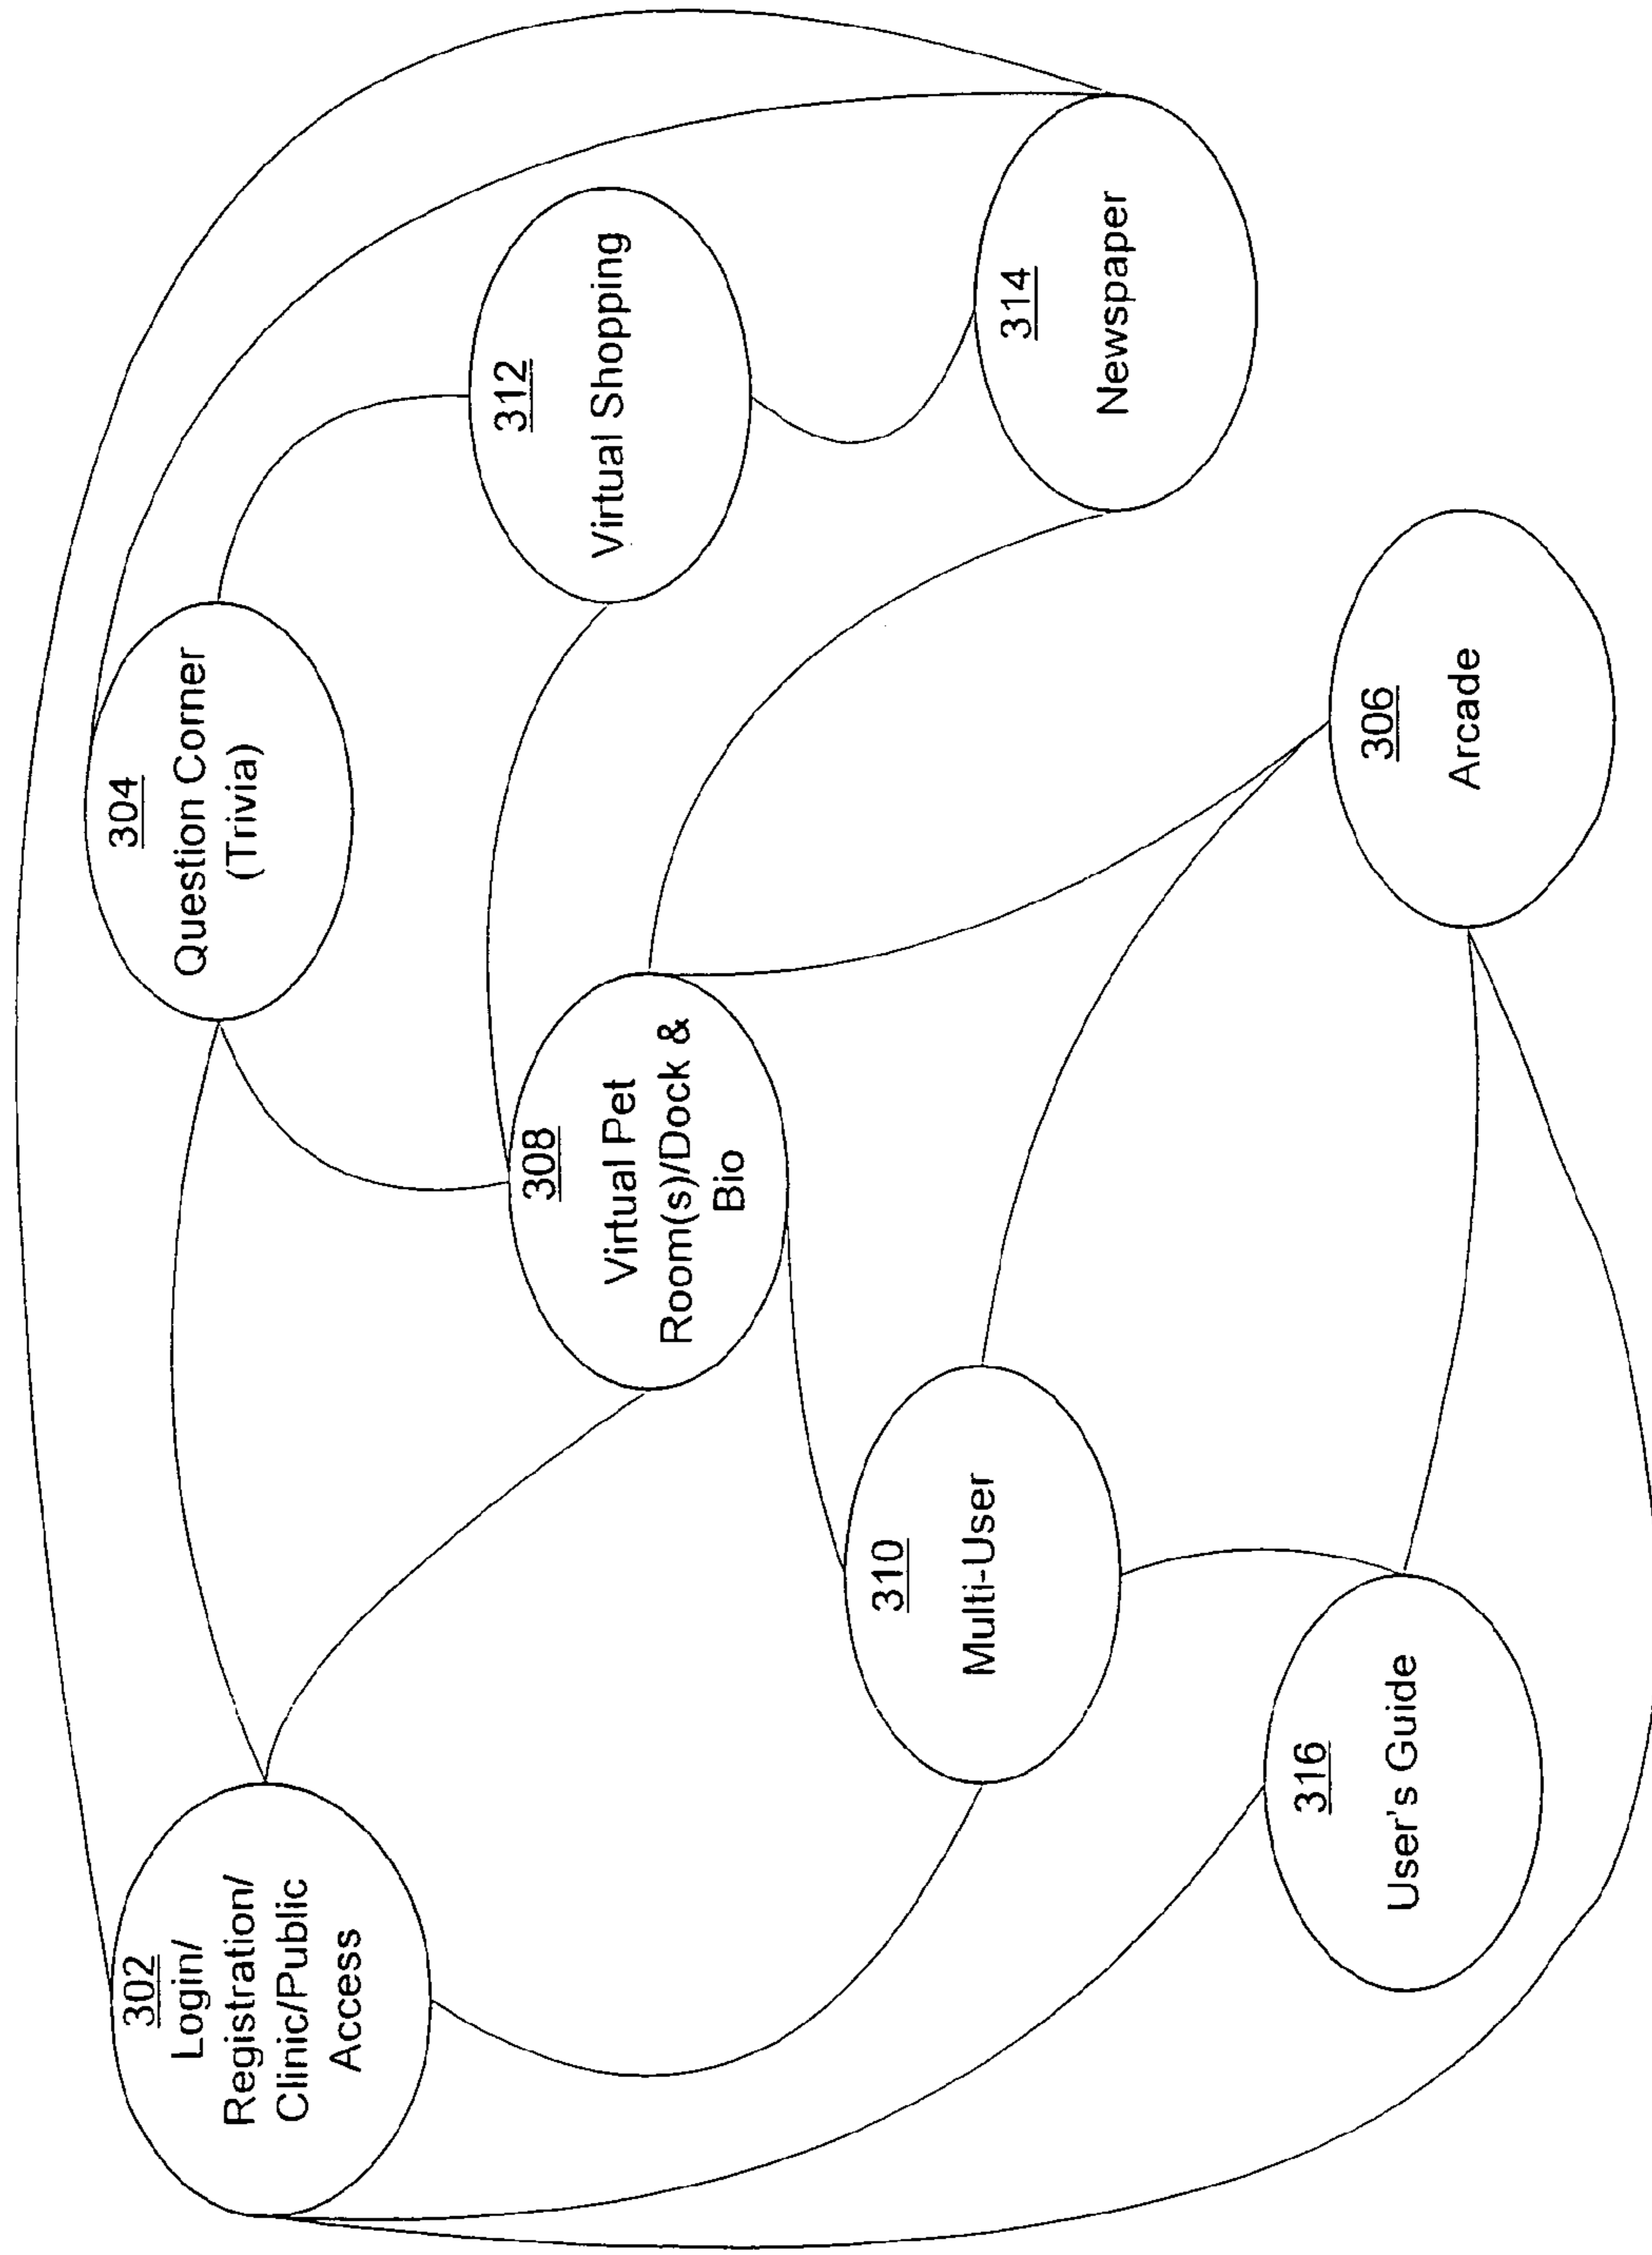 302
Login/
Registration/
Clinic/Public
Access
304
Question Corner
(Trivia)
308
Virtual Pet
Room(s)/Dock &
Bio
312
Virtual Shopping
310
Multi-User
314
Newspaper
316
User's Guide
306
Arcade